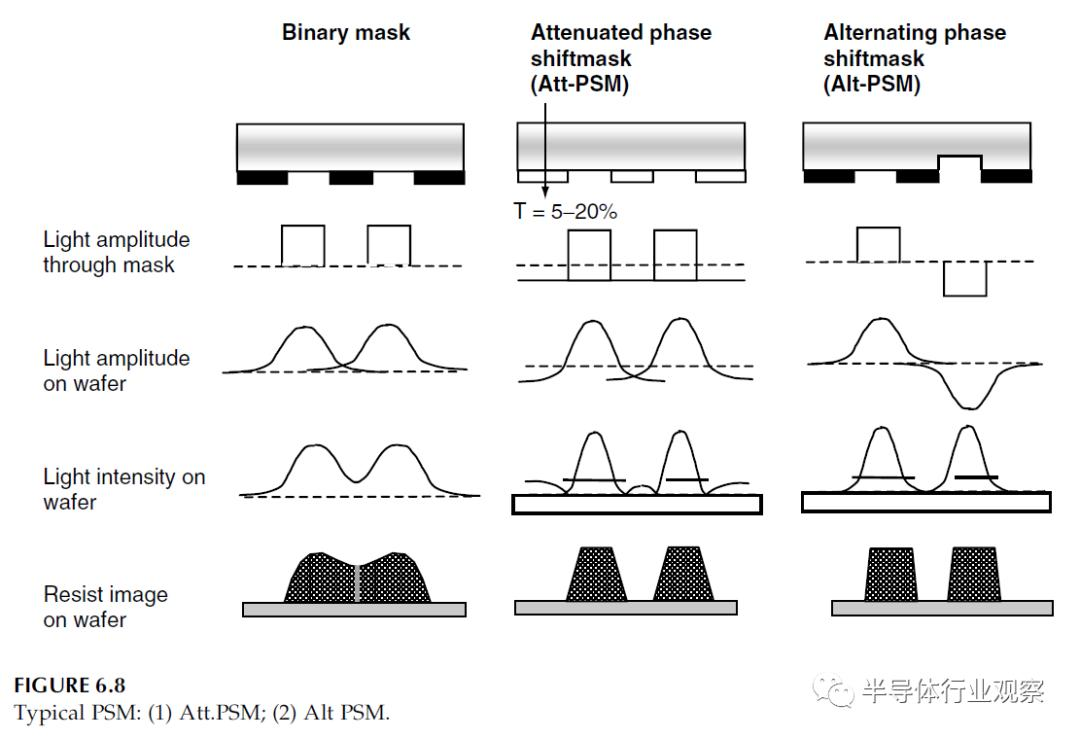 Binary mask
Attenuated phase
shiftmask
(Att-PSM)
Alternating phase
shiftmask
(Alt-PSM)
T = 5–20%
Light amplitude
through mask
Light amplitude
on wafer
Light intensity on
wafer
Resist image
on wafer
FIGURE 6.8
Typical PSM: (1) Att.PSM; (2) Alt PSM.
半导体行业观察